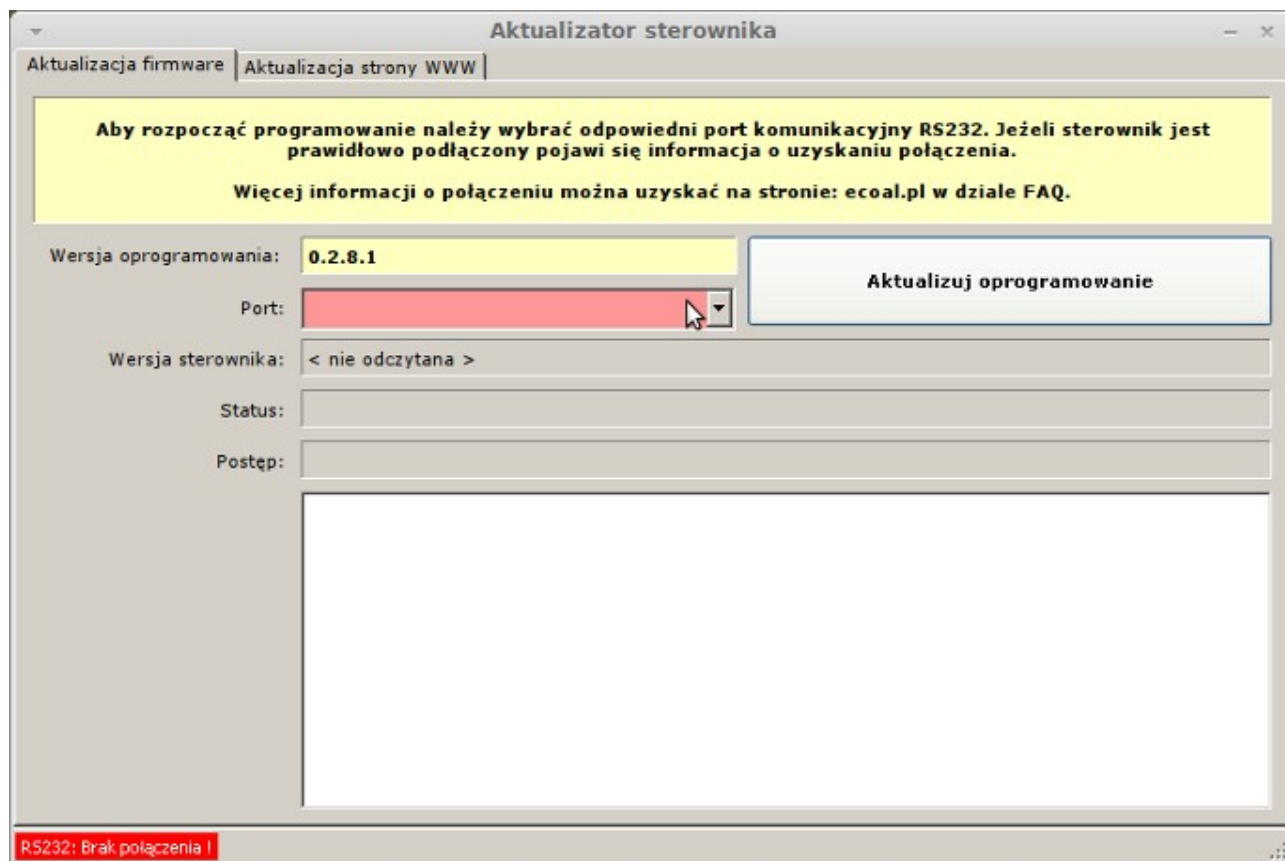 Aktualizator sterownika
Aktualizacja firmware
Aktualizacja strony WWW
Aby rozpocząć programowanie należy wybrać odpowiedni port komunikacyjny RS232. Jeżeli sterownik jest
prawidłowo podłączony pojawi się informacja o uzyskaniu połączenia.
Więcej informacji o połączeniu można uzyskać na stronie: ecoal.pl w dziale FAQ.
Wersja oprogramowania: 0.2.8.1
Aktualizuj oprogramowanie
Port:
Wersja sterownika: < nie odczytana >
Status:
Postęp:
RS232: Brak połączenia !